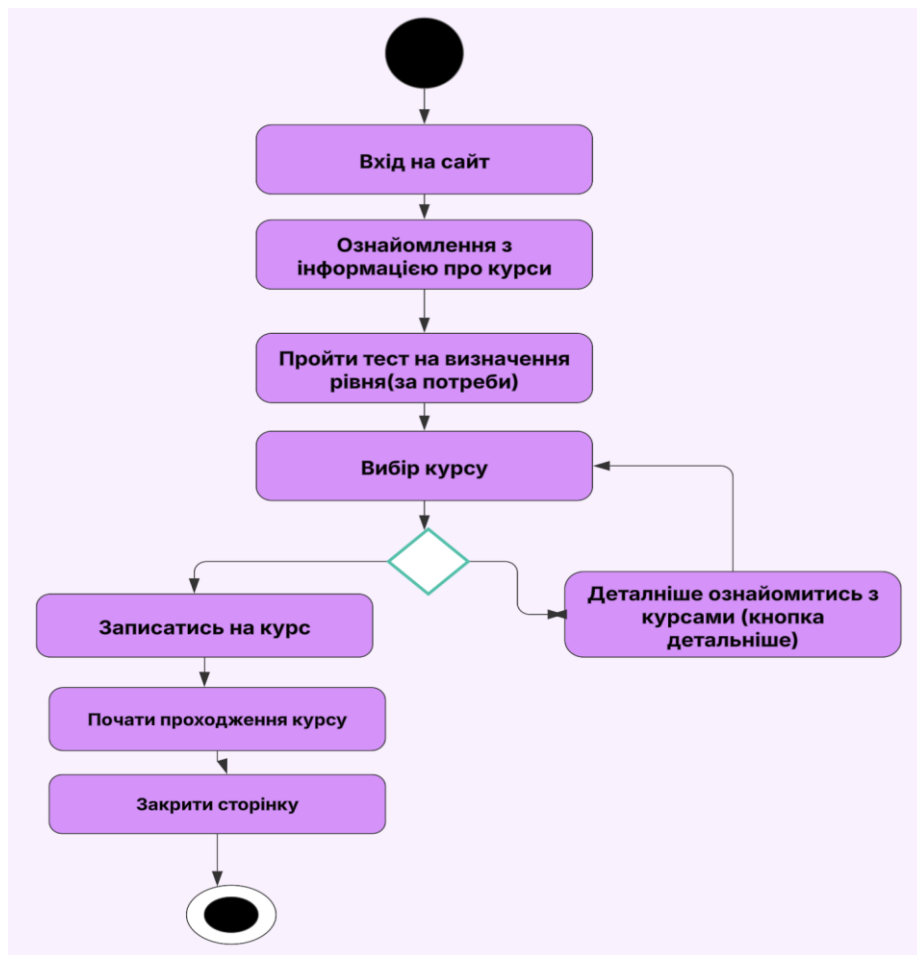 Вхід на сайт
Ознайомлення з
інформацією про курси
Пройти тест на визначення
рівня(за потреби)
Вибір курсу
Деталніше ознайомитись з
курсами (кнопка
детальніше)
Записатись на курс
Почати проходження курсу
Закрити сторінку